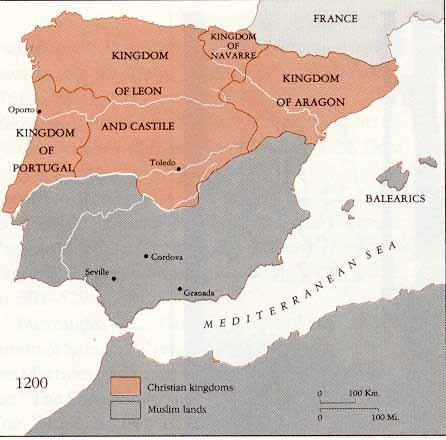 FRANCE
KINGDOM
OF
NAVARRE
KINGDOM
OF LEON
AND CASTILE
KINGDOM
OF ARAGON
Oporto
KINGDOM
OF
PORTUGAL
Toledo
BALEARICS
Cordova
Seville
Granada
MEDITERRANEAN SEA
1200
Christian kingdoms
Muslim lands
0 100 Km.
0 100 Mi.